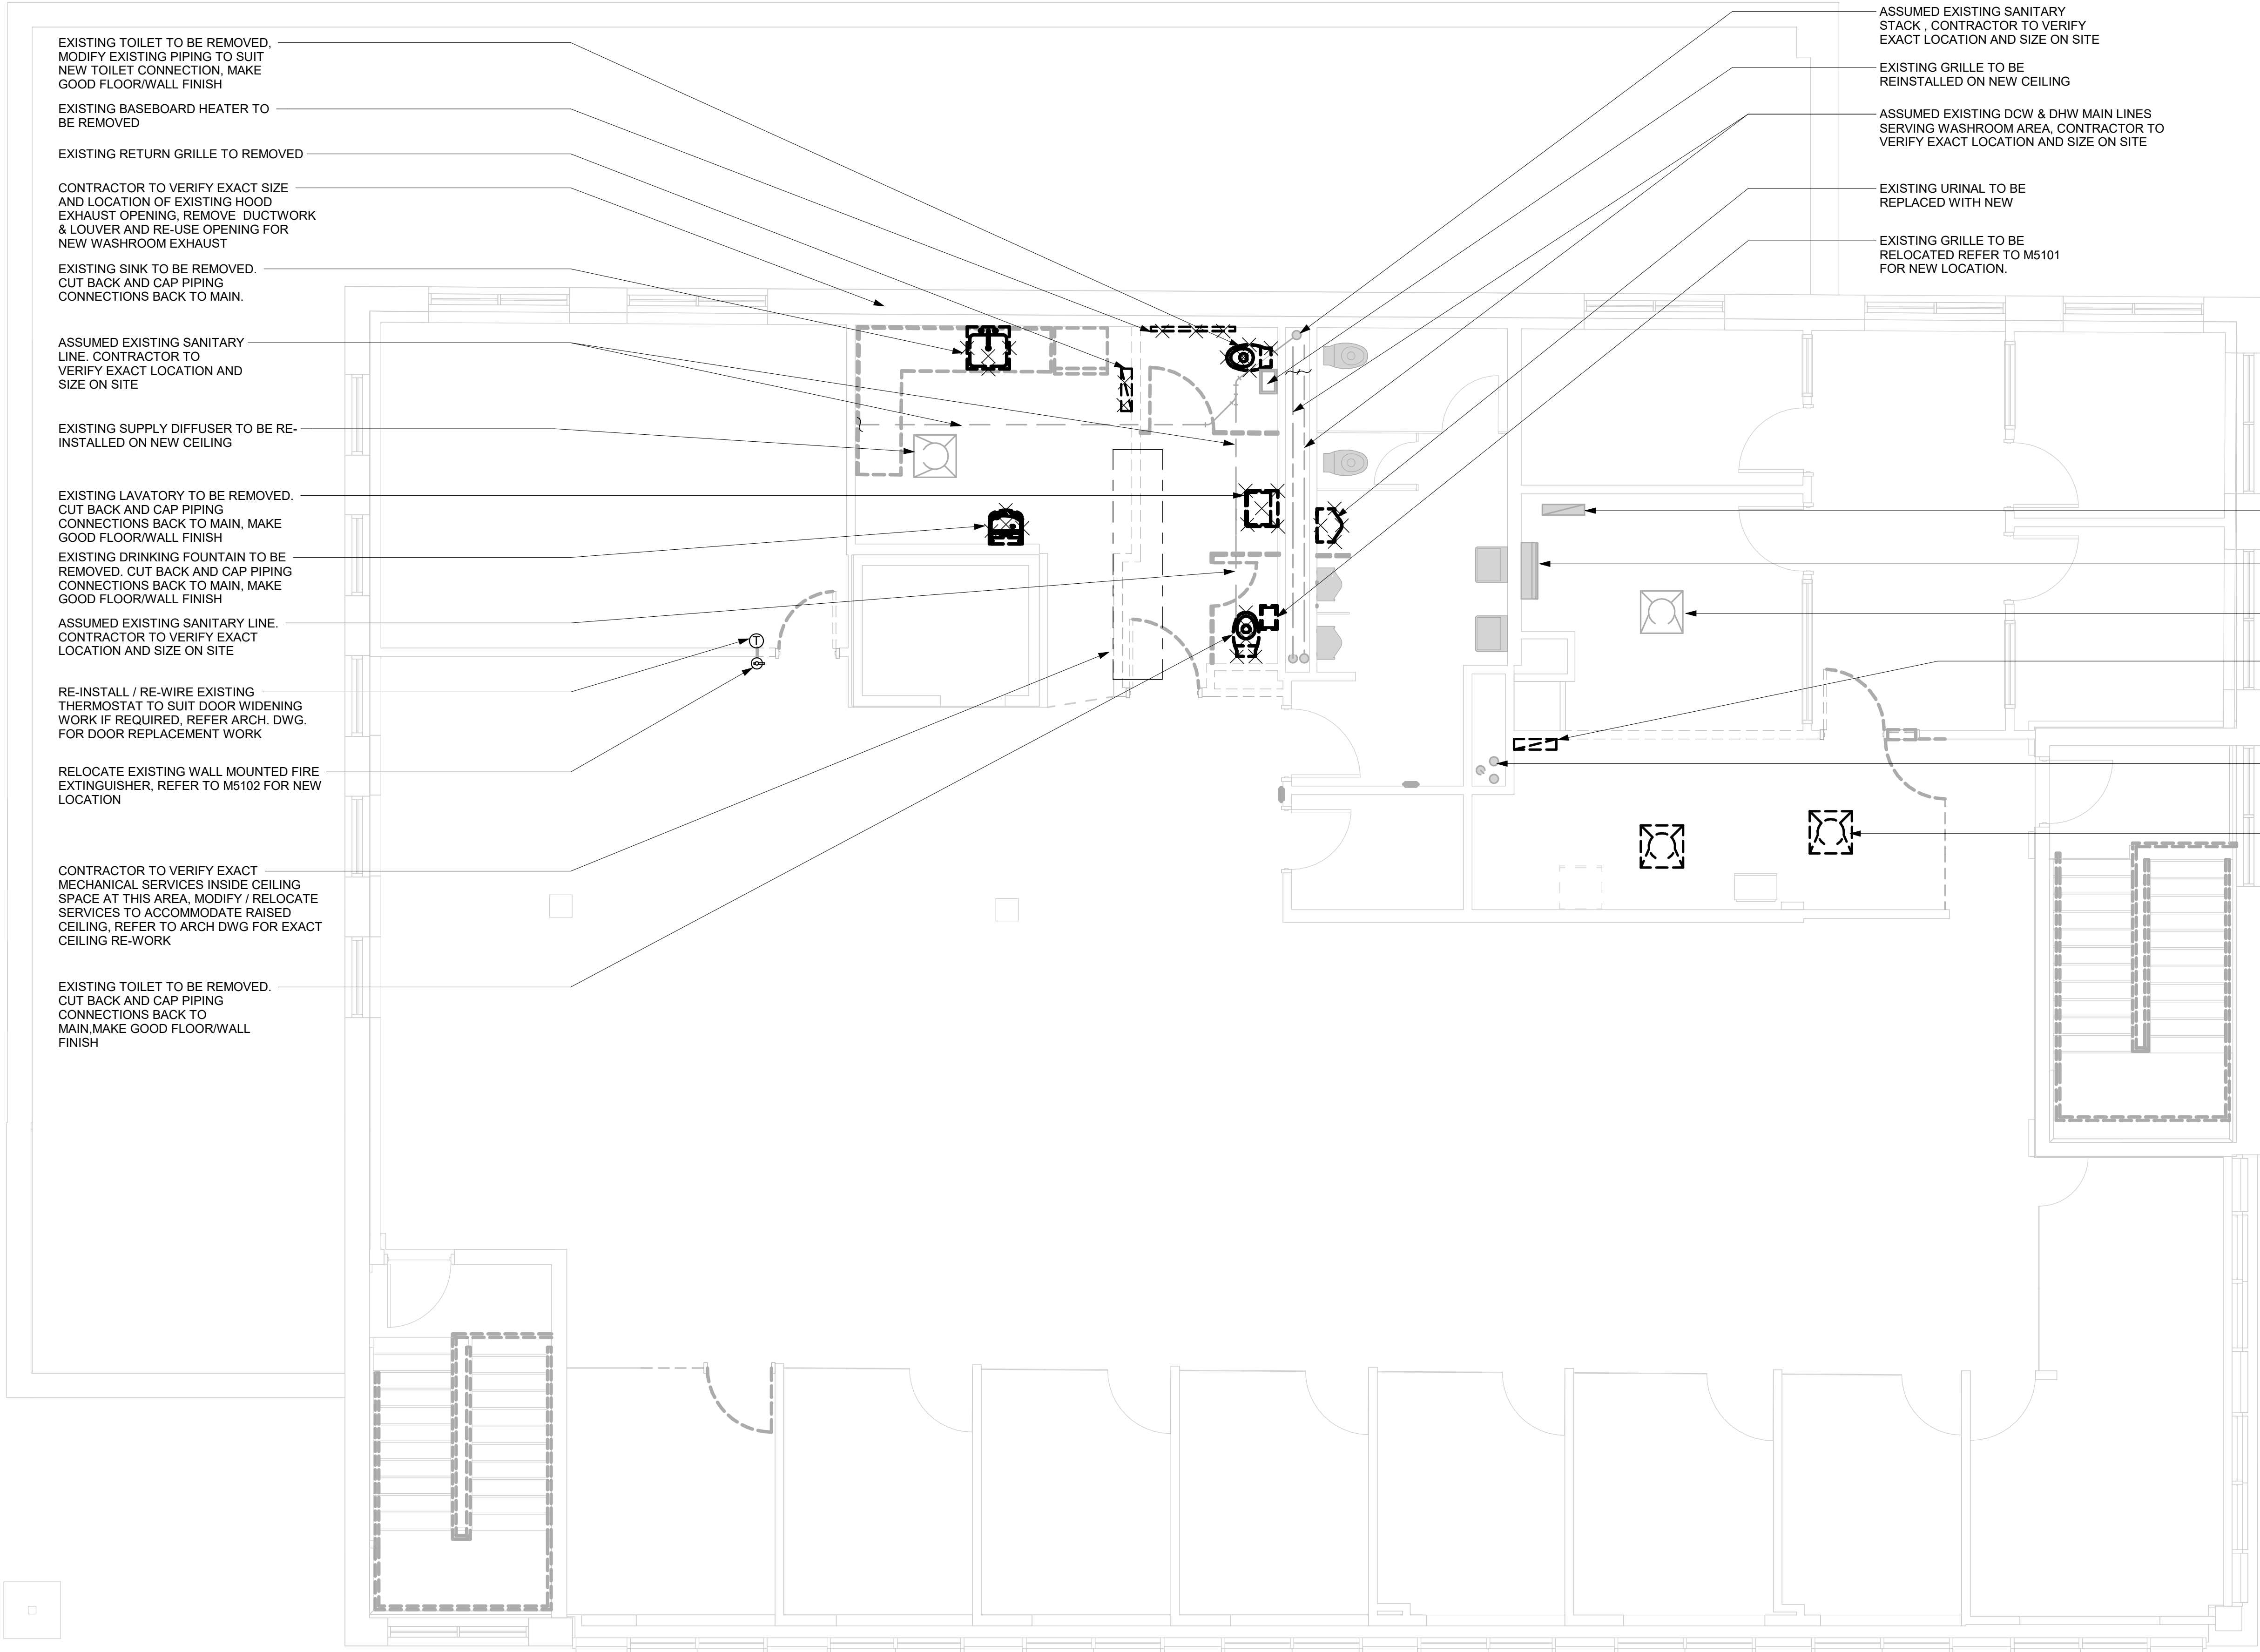 EXISTING TOILET TO BE REMOVED,
MODIFY EXISTING PIPING TO SUIT
NEW TOILET CONNECTION, MAKE
GOOD FLOOR/WALL FINISH
EXISTING BASEBOARD HEATER TO
BE REMOVED
EXISTING RETURN GRILLE TO REMOVED
CONTRACTOR TO VERIFY EXACT SIZE
AND LOCATION OF EXISTING HOOD
EXHAUST OPENING, REMOVE DUCTWORK
& LOUVER AND RE-USE OPENING FOR
NEW WASHROOM EXHAUST
EXISTING SINK TO BE REMOVED.
CUT BACK AND CAP PIPING
CONNECTIONS BACK TO MAIN.
ASSUMED EXISTING SANITARY
LINE. CONTRACTOR TO
VERIFY EXACT LOCATION AND
SIZE ON SITE
EXISTING SUPPLY DIFFUSER TO BE RE-
INSTALLED ON NEW CEILING
EXISTING LAVATORY TO BE REMOVED.
CUT BACK AND CAP PIPING
CONNECTIONS BACK TO MAIN, MAKE
GOOD FLOOR/WALL FINISH
EXISTING DRINKING FOUNTAIN TO BE
REMOVED. CUT BACK AND CAP PIPING
CONNECTIONS BACK TO MAIN, MAKE
GOOD FLOOR/WALL FINISH
ASSUMED EXISTING SANITARY LINE.
CONTRACTOR TO VERIFY EXACT
LOCATION AND SIZE ON SITE
RE-INSTALL / RE-WIRE EXISTING
THERMOSTAT TO SUIT DOOR WIDENING
WORK IF REQUIRED, REFER ARCH. DWG.
FOR DOOR REPLACEMENT WORK
RELOCATE EXISTING WALL MOUNTED FIRE
EXTINGUISHER, REFER TO M5102 FOR NEW
LOCATION
CONTRACTOR TO VERIFY EXACT
MECHANICAL SERVICES INSIDE CEILING
SPACE AT THIS AREA, MODIFY / RELOCATE
SERVICES TO ACCOMMODATE RAISED
CEILING, REFER TO ARCH DWG FOR EXACT
CEILING RE-WORK
EXISTING TOILET TO BE REMOVED.
CUT BACK AND CAP PIPING
CONNECTIONS BACK TO
MAIN,MAKE GOOD FLOOR/WALL
FINISH
T
ASSUMED EXISTING SANITARY
STACK , CONTRACTOR TO VERIFY
EXACT LOCATION AND SIZE ON SITE
EXISTING GRILLE TO BE
REINSTALLED ON NEW CEILING
ASSUMED EXISTING DCW & DHW MAIN LINES
SERVING WASHROOM AREA, CONTRACTOR TO
VERIFY EXACT LOCATION AND SIZE ON SITE
EXISTING URINAL TO BE
REPLACED WITH NEW
EXISTING GRILLE TO BE
RELOCATED REFER TO M5101
FOR NEW LOCATION.